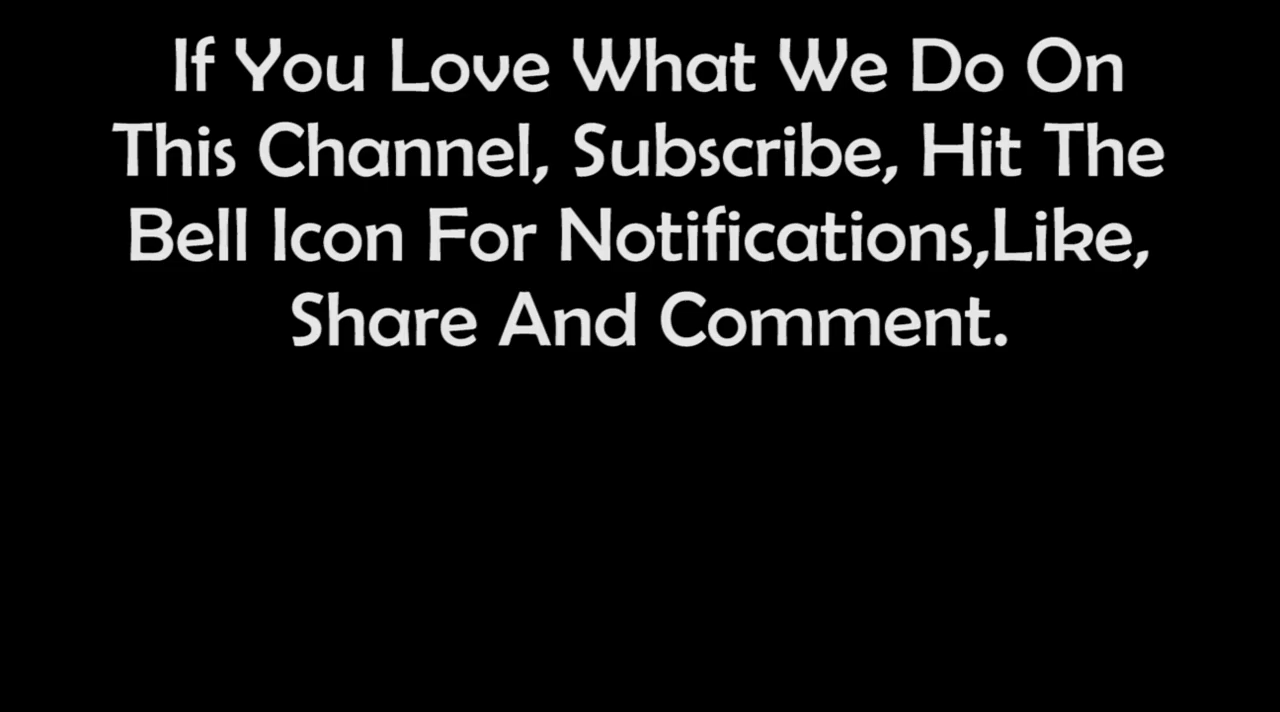 If You Love What We Do On
This Channel, Subscribe, Hit The
Bell Icon For Notifications,Like,
Share And Comment.